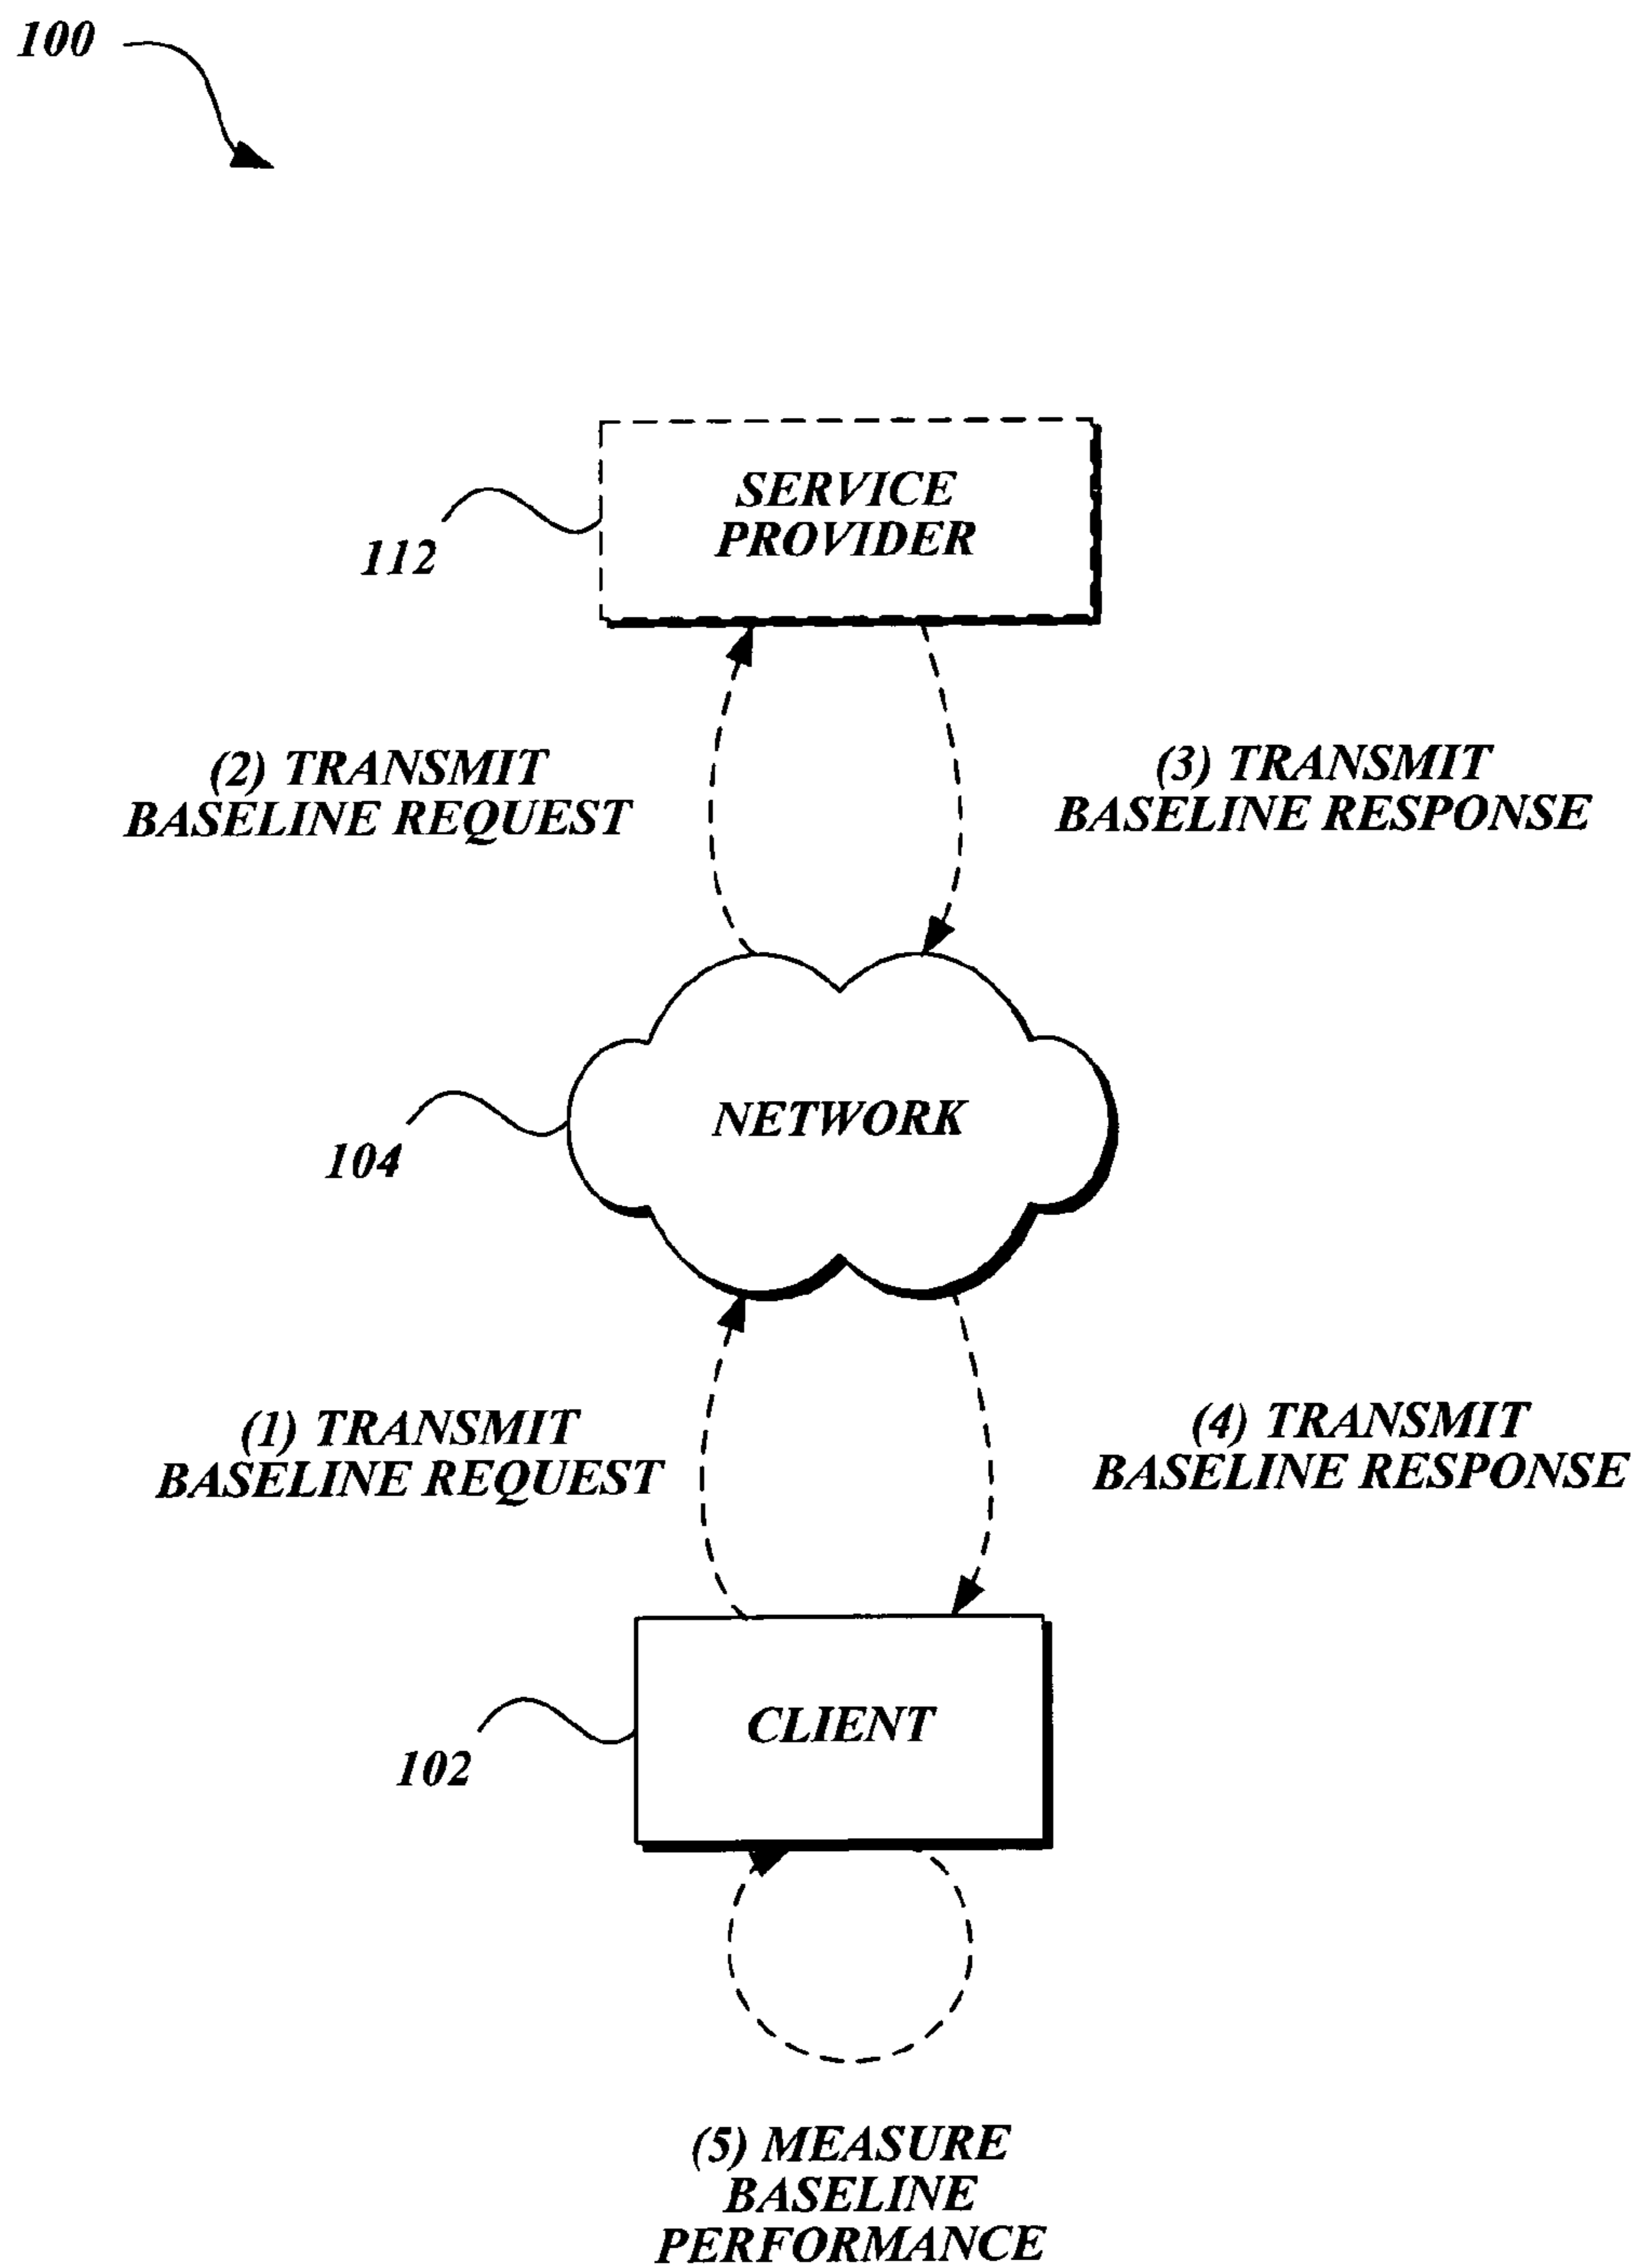 100
SERVICE
PROVIDER
112
(2) TRANSMIT
BASELINE REQUEST
(3) TRANSMIT
BASELINE RESPONSE
NETWORK
104
(1) TRANSMIT
BASELINE REQUEST
(4) TRANSMIT
BASELINE RESPONSE
CLIENT
102
(5) MEASURE
BASELINE
PERFORMANCE